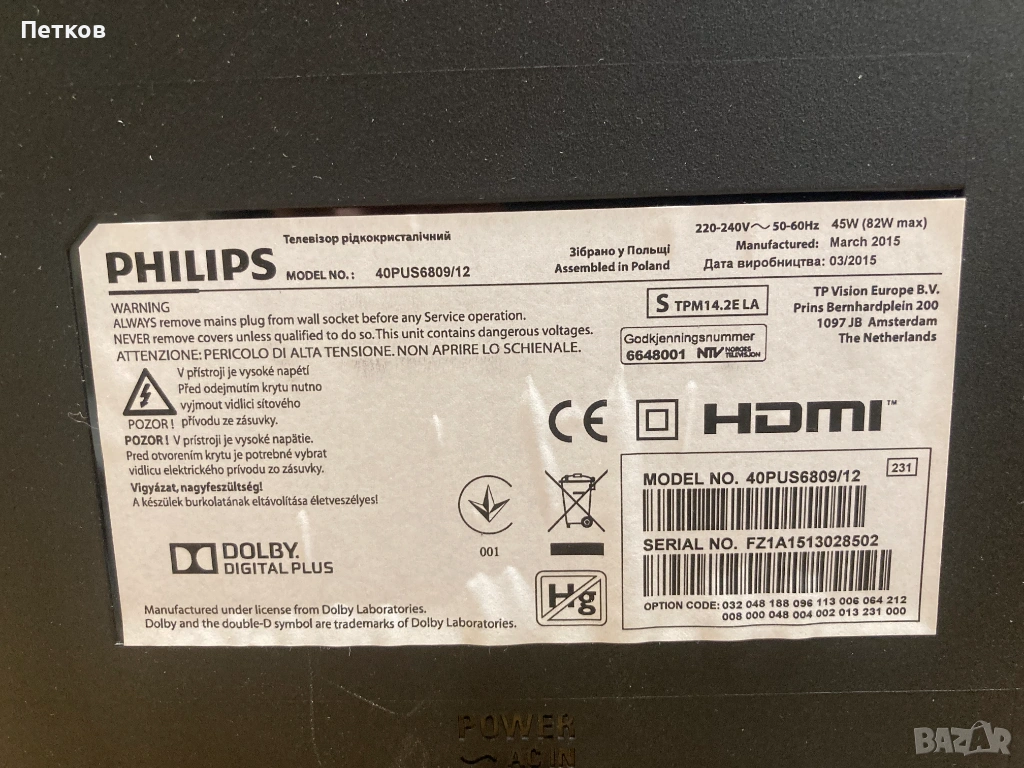 Петков
Телевізор рідкокристалічний
PHILIPS
MODEL NO.: 40PUS6809/12
Зібрано у Польщі
Assembled in Poland
220-240V～ 50-60Hz 45W (82W max)
Manufactured: March 2015
Дата виробництва: 03/2015
WARNING
ALWAYS remove mains plug from wall socket before any Service operation.
NEVER remove covers unless qualified to do so. This unit contains dangerous voltages.
ATTENZIONE: PERICOLO DI ALTA TENSIONE. NON APRIRE LO SCHIENALE.
S TPM14.2E LA
Godkjenningsnummer
6648001 NTV NORGES TELEVISJON
TP Vision Europe B.V.
Prins Bernhardplein 200
1097 JB Amsterdam
The Netherlands
V přístroji je vysoké napětí
Před odejmutím krytu nutno
vyjmout vidlici síťového
POZOR! přívodu ze zásuvky.
POZOR! V prístroji je vysoké napätie.
Pred otvorením krytu je potrebné vybrat
vidlicu elektrického prívodu zo zásuvky.
Vigyázat, nagyfeszültség!
A készülek burkolatának eltávolítása életveszélyes!
CE
HDMI™
001
DOLBY.
DIGITAL PLUS
Hg
Manufactured under license from Dolby Laboratories.
Dolby and the double-D symbol are trademarks of Dolby Laboratories.
231
MODEL NO. 40PUS6809/12
SERIAL NO. FZ1A1513028502
OPTION CODE: 032 048 188 096 113 006 064 212
008 000 048 004 002 013 231 000
POWER
～ AC IN
BAZAR